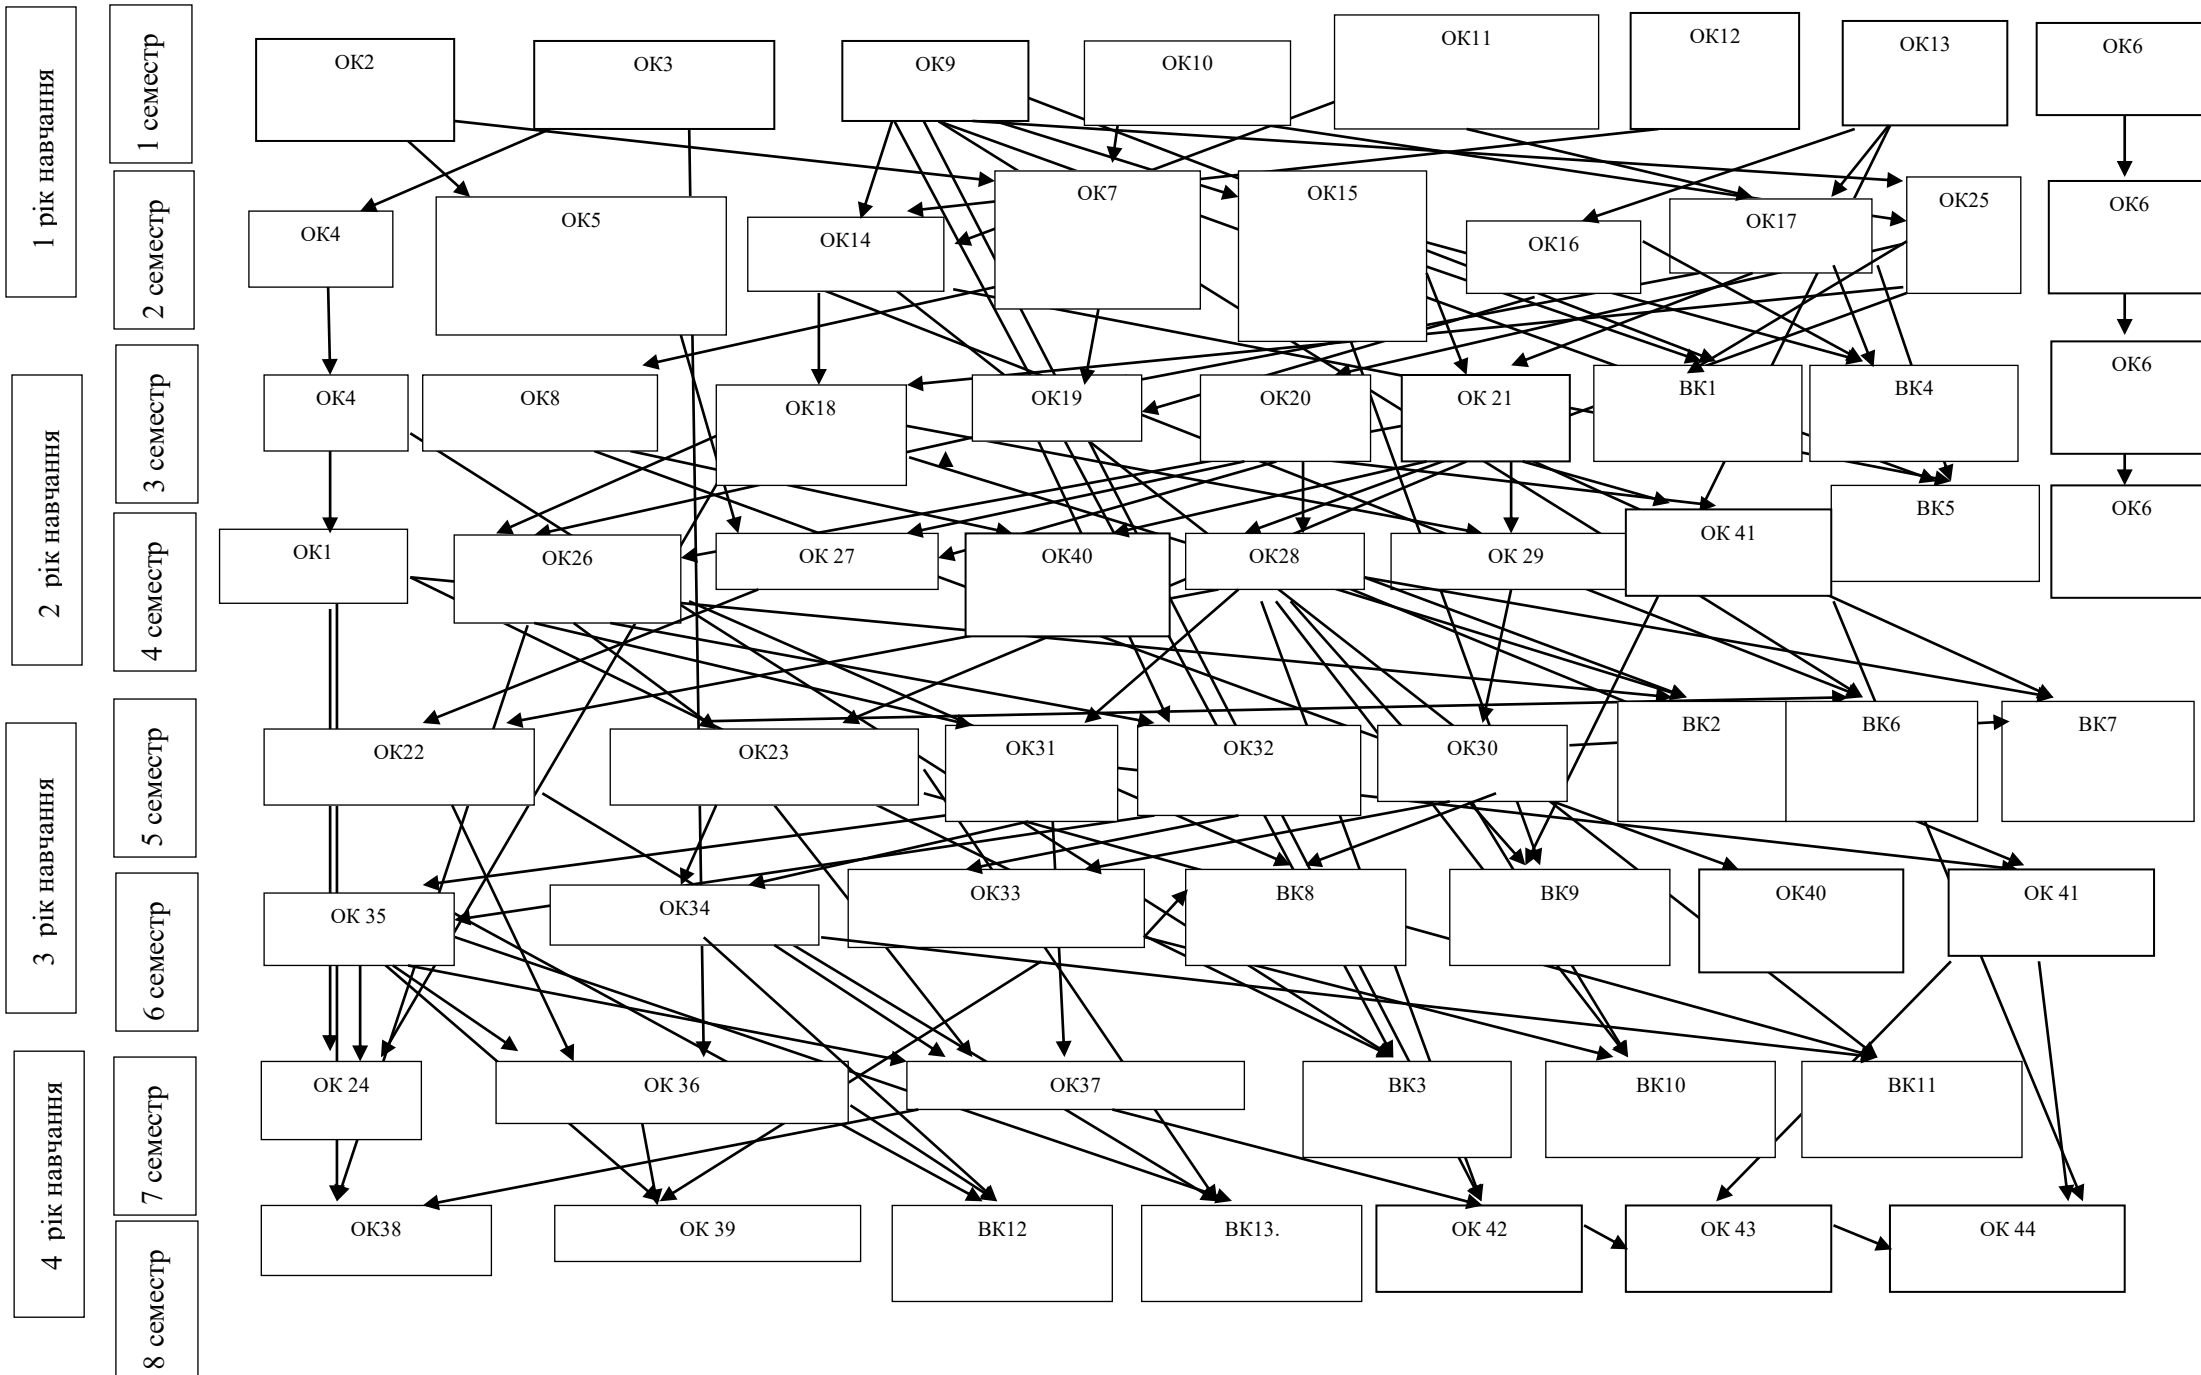 1 рік навчання
1 семестр
ОК2
ОК3
ОК9
ОК10
ОК11
ОК12
ОК13
ОК6
2 семестр
ОК4
ОК5
ОК14
ОК7
ОК15
ОК16
ОК17
ОК25
ОК6
2 рік навчання
3 семестр
ОК4
ОК8
ОК18
ОК19
ОК20
ОК 21
ВК1
ВК4
ОК6
4 семестр
ОК1
ОК26
ОК 27
ОК40
ОК28
ОК 29
ОК 41
ВК5
ОК6
3 рік навчання
5 семестр
ОК22
ОК23
ОК31
ОК32
ОК30
ВК2
ВК6
ВК7
6 семестр
ОК 35
ОК34
ОК33
ВК8
ВК9
ОК40
ОК 41
4 рік навчання
7 семестр
ОК 24
ОК 36
ОК37
ВК3
ВК10
ВК11
8 семестр
ОК38
ОК 39
ВК12
ВК13.
ОК 42
ОК 43
ОК 44